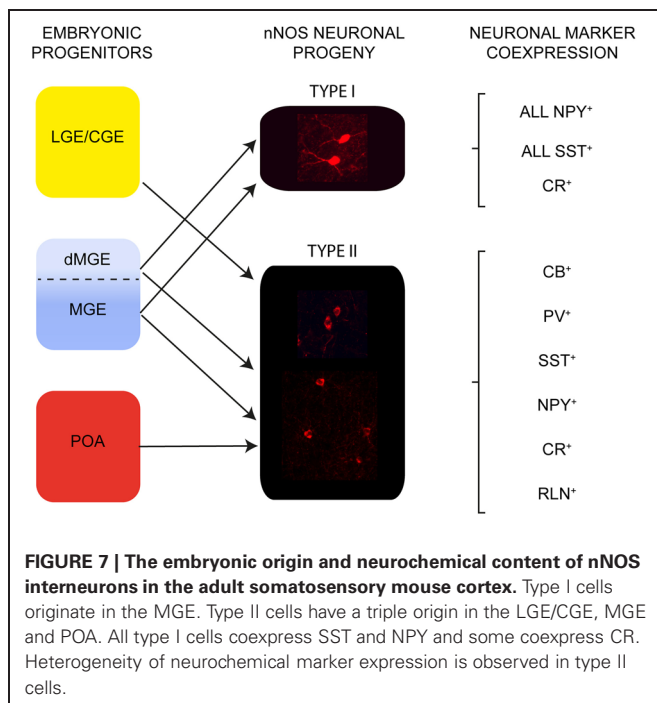 EMBRYONIC
PROGENITORS
nNOS NEURONAL
PROGENY
NEURONAL MARKER
COEXPRESSION
LGE/CGE
dMGE
MGE
POA
TYPE I
TYPE II
ALL NPY⁺
ALL SST⁺
CR⁺
CB⁺
PV⁺
SST⁺
NPY⁺
CR⁺
RLN⁺
FIGURE 7 | The embryonic origin and neurochemical content of nNOS
interneurons in the adult somatosensory mouse cortex. Type I cells
originate in the MGE. Type II cells have a triple origin in the LGE/CGE, MGE
and POA. All type I cells coexpress SST and NPY and some coexpress CR.
Heterogeneity of neurochemical marker expression is observed in type II
cells.